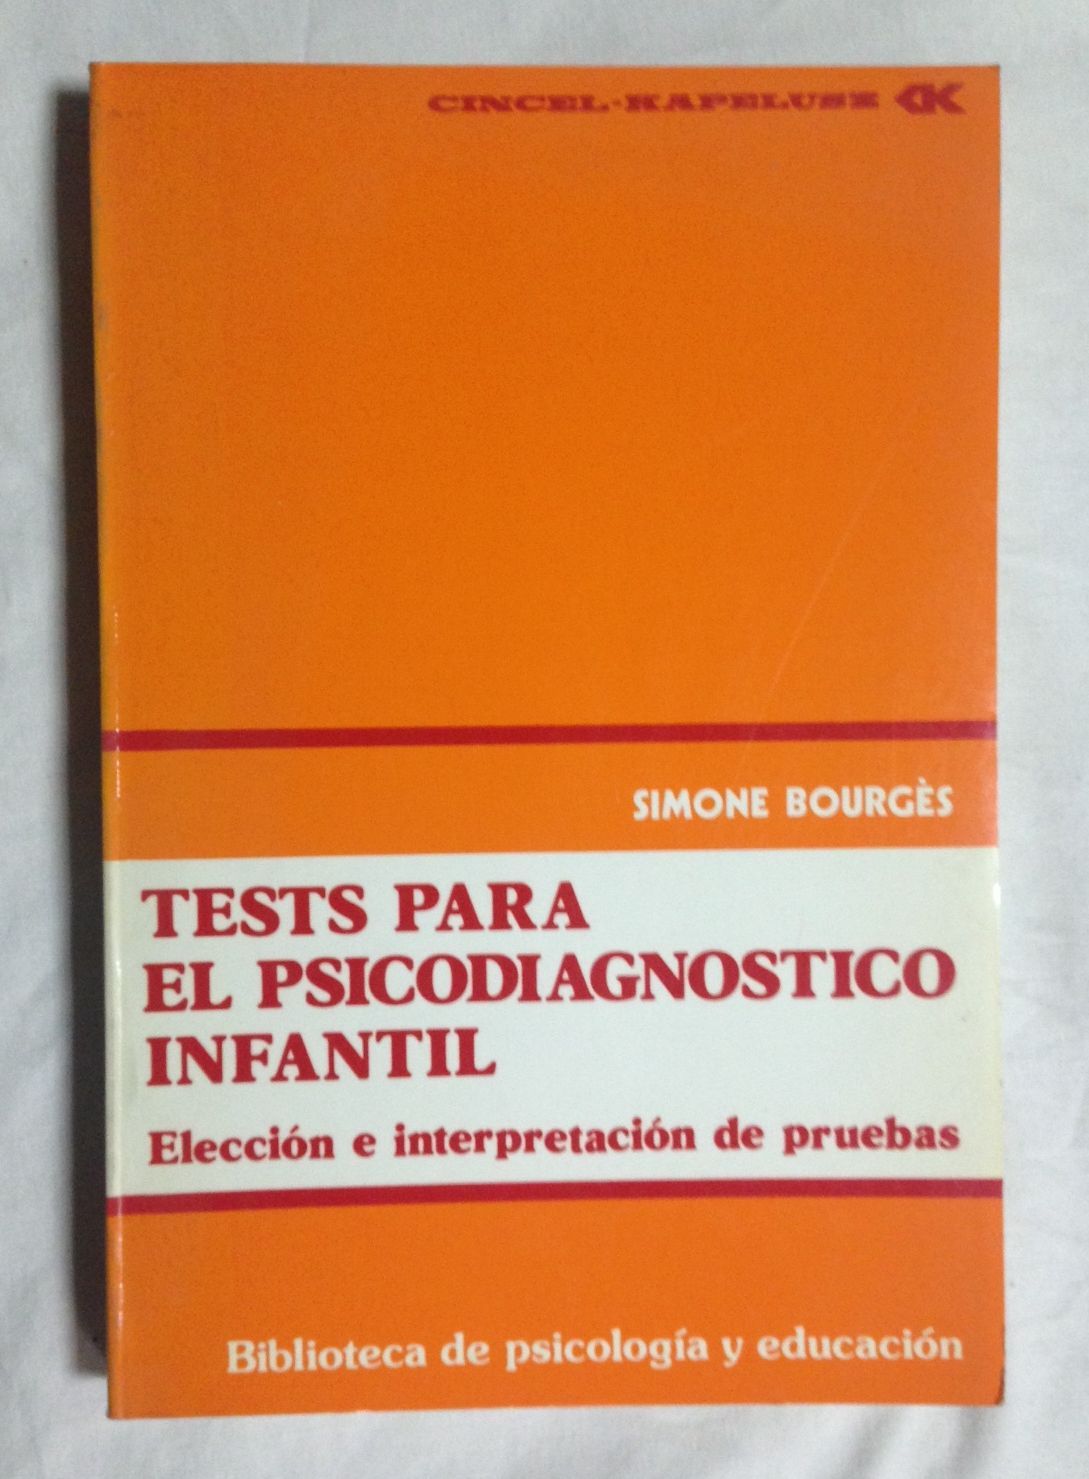 CINCEL·KAPELUSZ CK
SIMONE BOURGÈS
TESTS PARA
EL PSICODIAGNOSTICO
INFANTIL
Elección e interpretación de pruebas
Biblioteca de psicología y educación